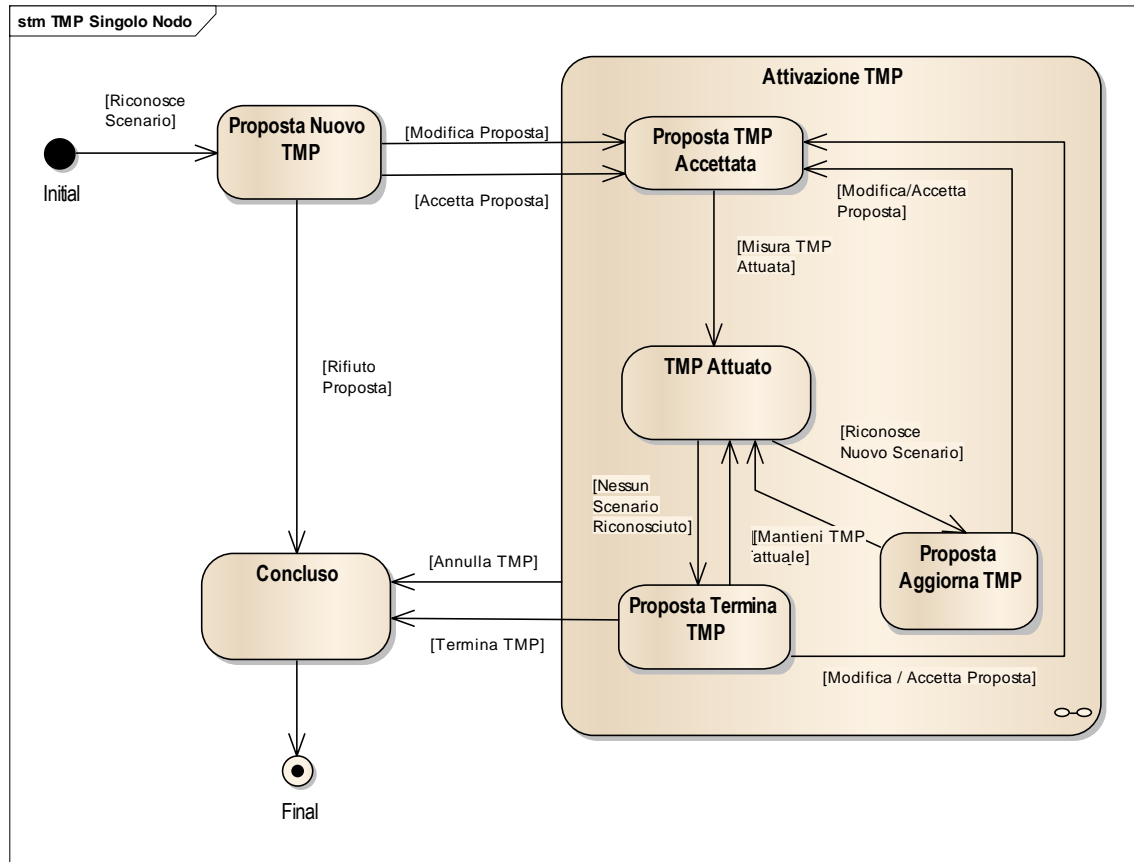 stm TMP Singolo Nodo
Attivazione TMP
[Riconosce
Scenario]
Proposta Nuovo
TMP
[Modifica Proposta]
[Accetta Proposta]
Proposta TMP
Accettata
[Modifica/Accetta
Proposta]
Initial
[Misura TMP
Attuata]
[Rifiuto
Proposta]
TMP Attuato
[Riconosce
Nuovo Scenario]
[Nessun
Scenario
Riconosciuto]
[Mantieni TMP
attuale]
Proposta
Aggiorna TMP
Concluso
[Annulla TMP]
Proposta Termina
TMP
[Termina TMP]
[Modifica / Accetta Proposta]
Final